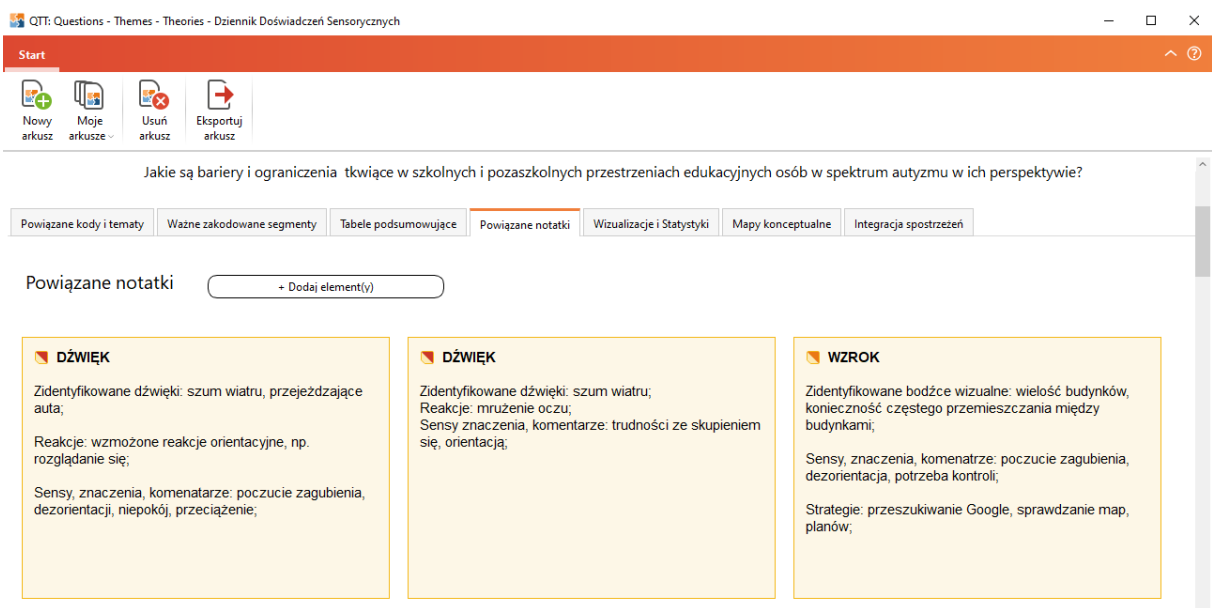 QTT: Questions - Themes - Theories - Dziennik Doświadczeń Sensorycznych
Start
Nowy arkusz
Moje arkusze
Usuń arkusz
Eksportuj arkusz
Jakie są bariery i ograniczenia tkwiące w szkolnych i pozaszkolnych przestrzeniach edukacyjnych osób w spektrum autyzmu w ich perspektywie?
Powiązane kody i tematy
Ważne zakodowane segmenty
Tabele podsumowujące
Powiązane notatki
Wizualizacje i Statystyki
Mapy konceptualne
Integracja spostrzeżeń
Powiązane notatki
+ Dodaj element(y)
DŹWIĘK
Zidentyfikowane dźwięki: szum wiatru, przejeżdzające
auta;
Reakcje: wzmożone reakcje orientacyjne, np.
rozglądanie się;
Sensy, znaczenia, komenatarze: poczucie zagubienia,
dezorientacji, niepokój, przeciążenie;
DŹWIĘK
Zidentyfikowane dźwięki: szum wiatru;
Reakcje: mrużenie oczu;
Sensy znaczenia, komentarze: trudności ze skupieniem
się, orientacją;
WZROK
Zidentyfikowane bodźce wizualne: wielość budynków,
konieczność częstego przemieszczania między
budynkami;
Sensy, znaczenia, komenatrze: poczucie zagubienia,
dezorientacja, potrzeba kontroli;
Strategie: przeszukiwanie Google, sprawdzanie map,
planów;